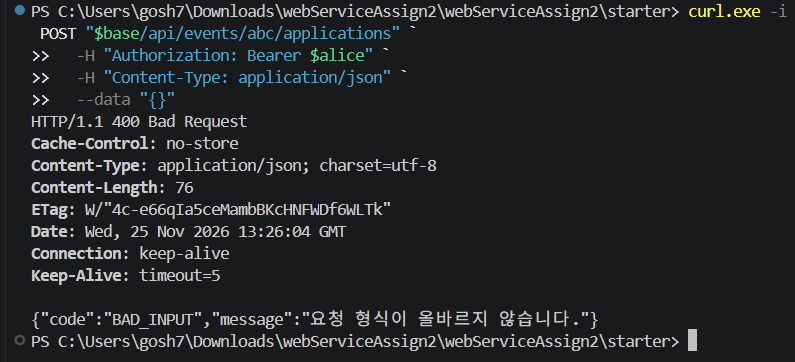 PS C:\Users\gosh7\Downloads\webServiceAssign2\webServiceAssign2\starter> curl.exe -i
 POST "$base/api/events/abc/applications" `
>>   -H "Authorization: Bearer $alice" `
>>   -H "Content-Type: application/json" `
>>   --data "{}"
HTTP/1.1 400 Bad Request
Cache-Control: no-store
Content-Type: application/json; charset=utf-8
Content-Length: 76
ETag: W/"4c-e66qIa5ceMambBKcHNFWDf6WLTk"
Date: Wed, 25 Nov 2026 13:26:04 GMT
Connection: keep-alive
Keep-Alive: timeout=5

{"code":"BAD_INPUT","message":"요청 형식이 올바르지 않습니다."}
PS C:\Users\gosh7\Downloads\webServiceAssign2\webServiceAssign2\starter>